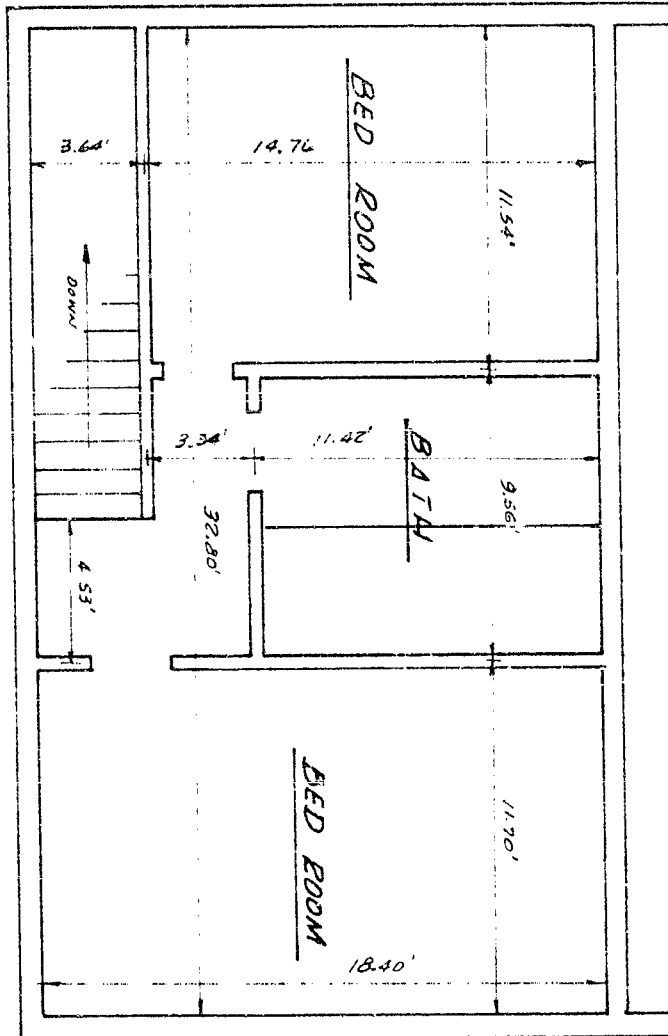 BED ROOM
3.64'
14.76
11.54'
DOWN
3.34'
11.42'
BATH
9.56'
32.80'
4.53'
BED ROOM
11.70'
18.40'